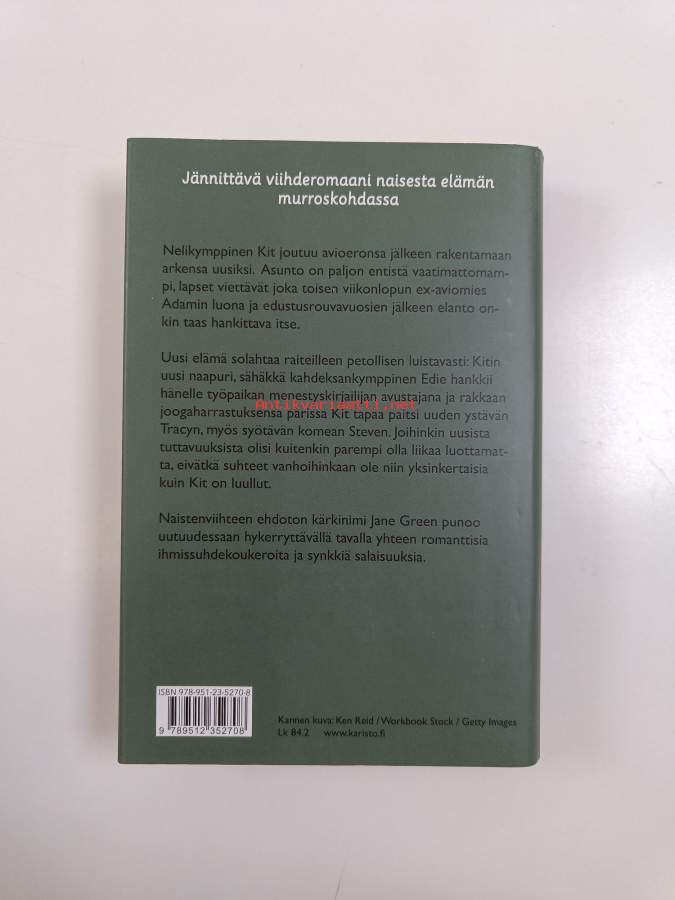 Jännittävä viihderomaani naisesta elämän
murroskohdassa
Nelikymppinen Kit joutuu avioeronsa jälkeen rakentamaan
arkensa uusiksi. Asunto on paljon entistä vaatimattomam-
pi, lapset viettävät joka toisen viikonlopun ex-aviomies
Adamin luona ja edustusrouvavuosien jälkeen elanto on-
kin taas hankittava itse.
Uusi elämä solahtaa raiteilleen petollisen luistavasti: Kitin
uusi naapuri, sähäkkä kahdeksankymppinen Edie hankkii
hänelle työpaikan menestyskirjailijan avustajana ja rakkaan
Antikvariaatti.net
joogaharrastuksensa parissa Kit tapaa paitsi uuden ystävän
Tracyn, myös syötävän komean Steven. Joihinkin uusista
tuttavuuksista olisi kuitenkin parempi olla liikaa luottamat-
ta, eivätkä suhteet vanhoihinkaan ole niin yksinkertaisia
kuin Kit on luullut.
Naistenviihteen ehdoton kärkinimi Jane Green punoo
uutuudessaan hykerryttävällä tavalla yhteen romanttisia
ihmissuhdekoukeroita ja synkkiä salaisuuksia.
ISBN 978-951-23-5270-8
9 789512 352708
Kannen kuva: Ken Reid / Workbook Stock / Getty Images
Lk 84.2 www.karisto.fi